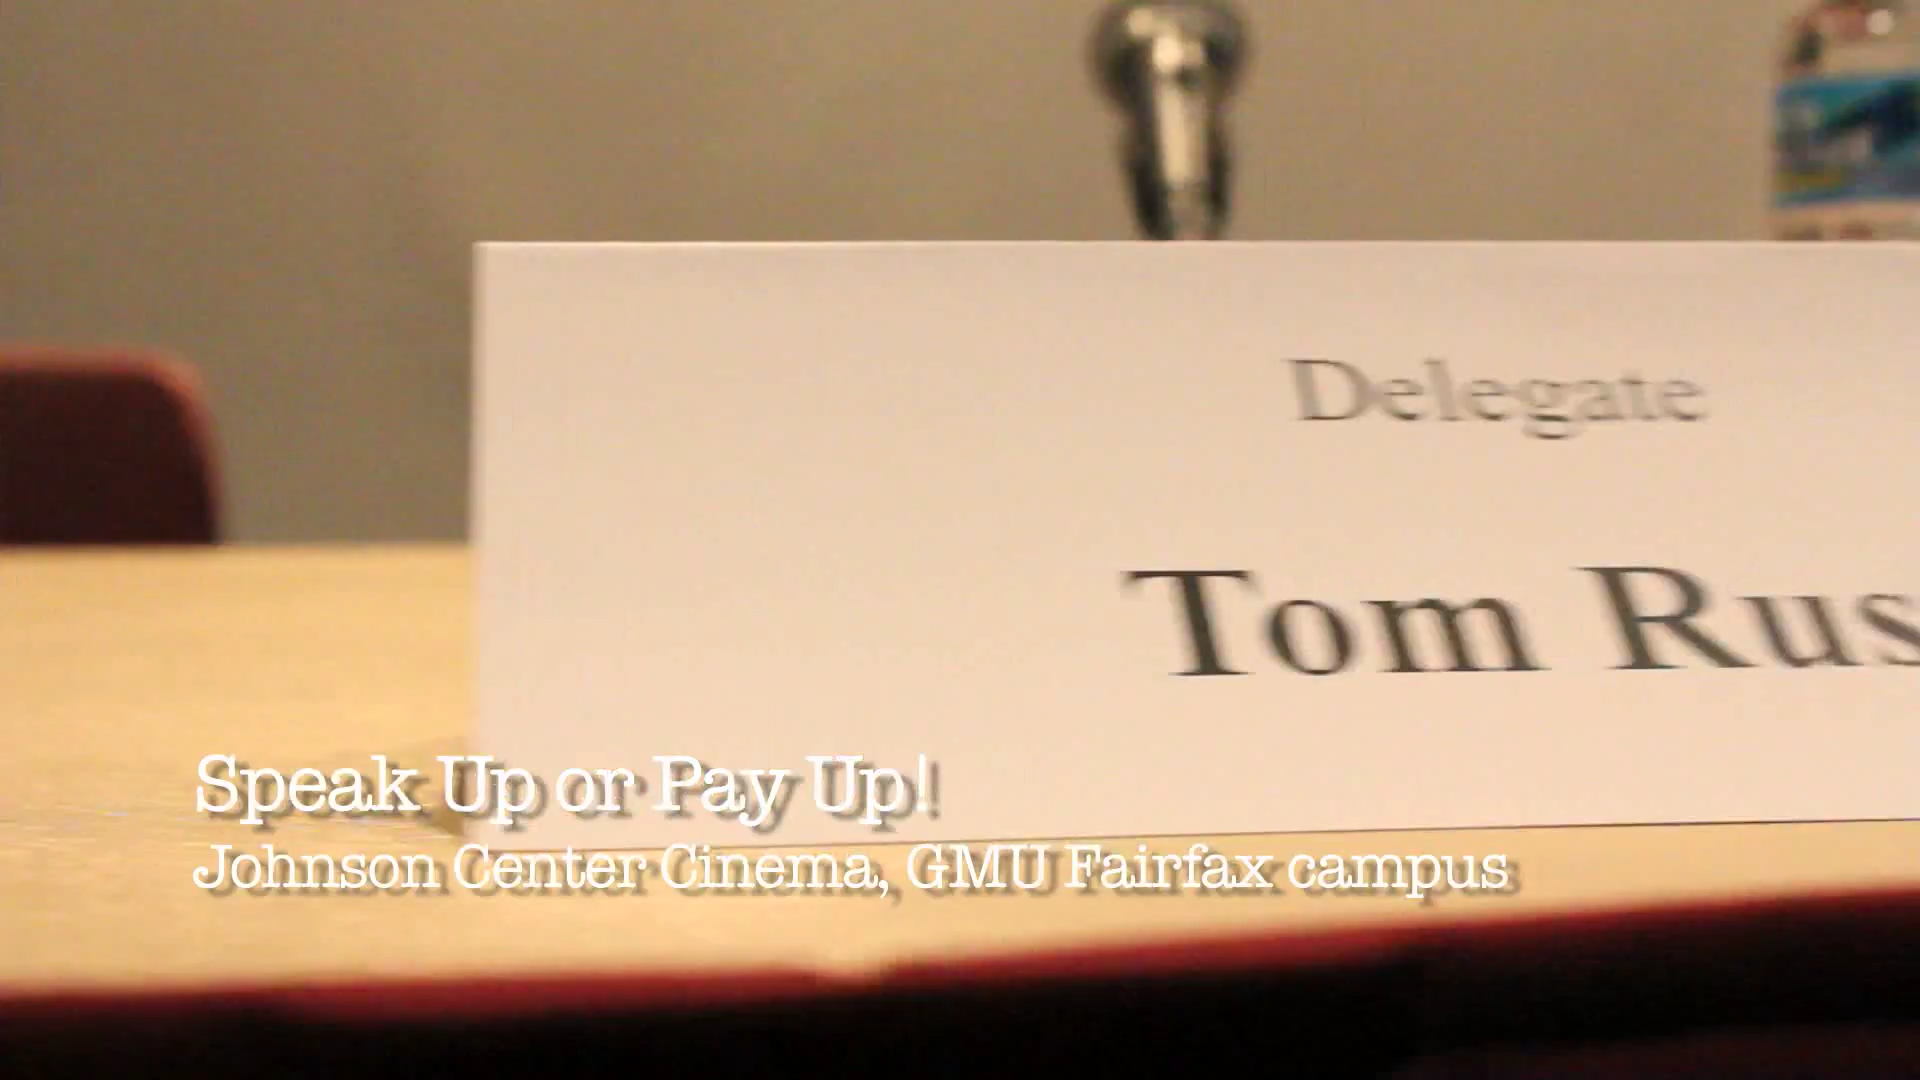 Delegate
Tom Rus
Speak Up or Pay Up!
Johnson Center Cinema, GMU Fairfax campus